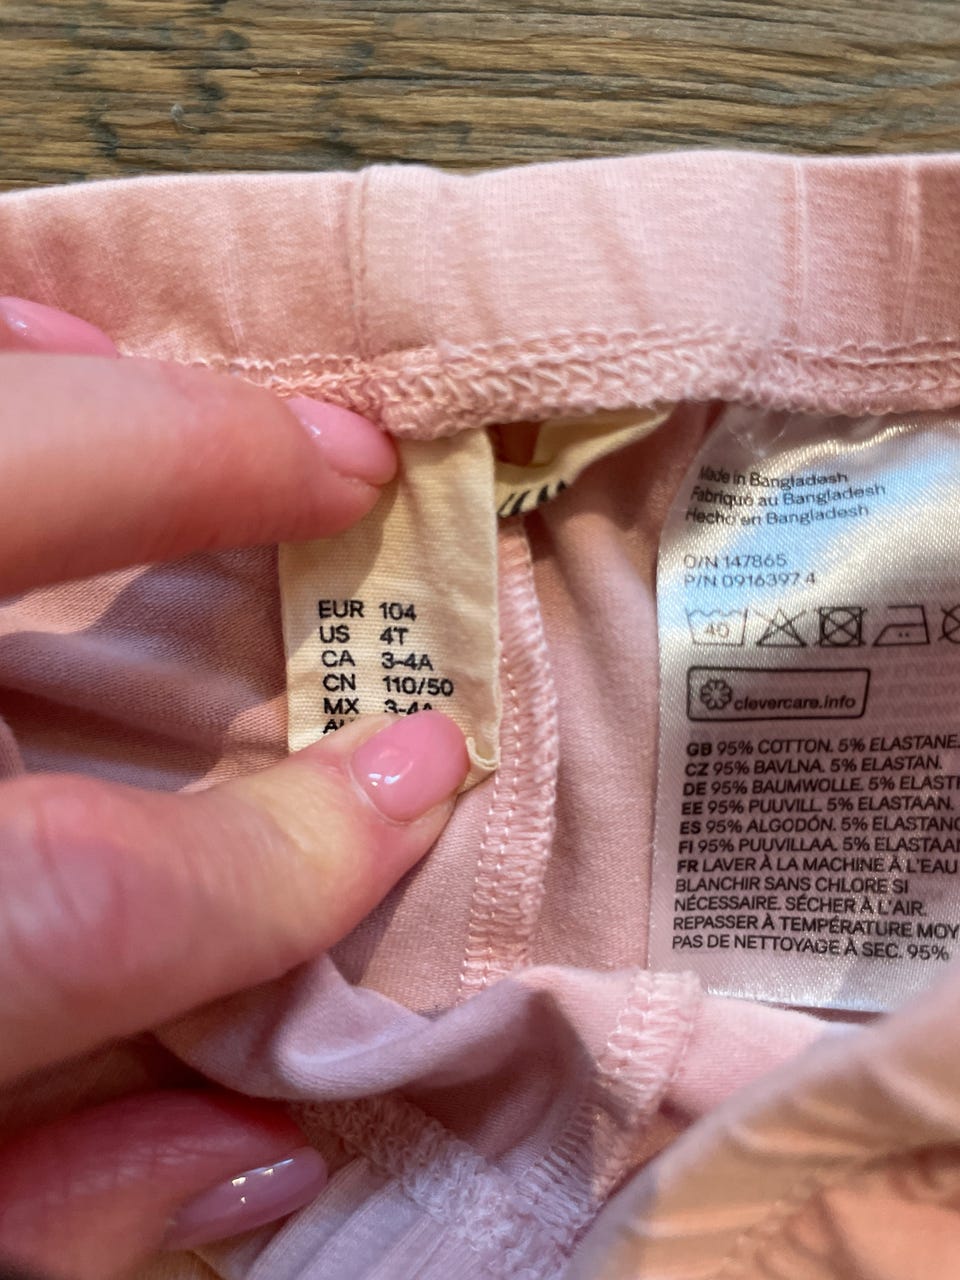 EUR 104
US 4T
CA 3-4A
CN 110/50
MX 3-4A
Made in Bangladesh
Fabriqué au Bangladesh
Hecho en Bangladesh
O/N 147865
P/N 0916397 4
40
clevercare.info
GB 95% COTTON. 5% ELASTANE.
CZ 95% BAVLNA. 5% ELASTAN.
DE 95% BAUMWOLLE. 5%
EE 95% PUUVILL. 5% ELASTAAN.
ES 95% ALGODÓN. 5%
FI 95% PUUVILLAA. 5%
FR LAVER À LA MACHINE À L'EAU
BLANCHIR SANS CHLORE SI
NÉCESSAIRE. SÉCHER À L'AIR.
REPASSER À TEMPÉRATURE
PAS DE NETTOYAGE À SEC. 95%